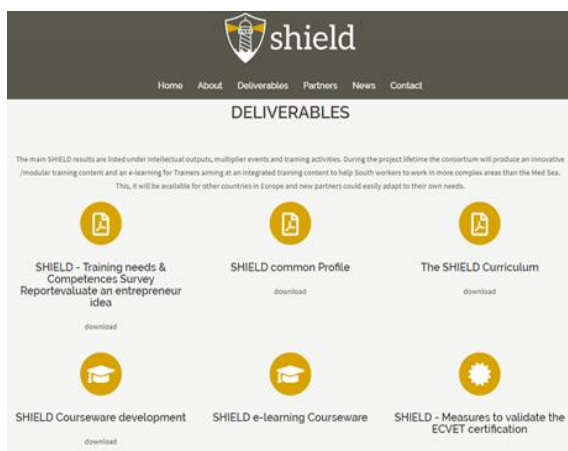 shield
Home About Deliverables Partners News Contact
DELIVERABLES
The main SHIELD results are listed under intellectual outputs, multiplier events and training activities. During the project lifetime the consortium will produce an innovative
/modular training content and an e-learning for Trainers aiming at an integrated training content to help South workers to work in more complex areas than the Med Sea.
This, it will be available for other countries in Europe and new partners could easily adapt to their own needs.
SHIELD - Training needs &
Competences Survey
Reportevaluate an entrepreneur
idea
download
SHIELD common Profile
download
The SHIELD Curriculum
download
SHIELD Courseware development
download
SHIELD e-learning Courseware
SHIELD - Measures to validate the
ECVET certification